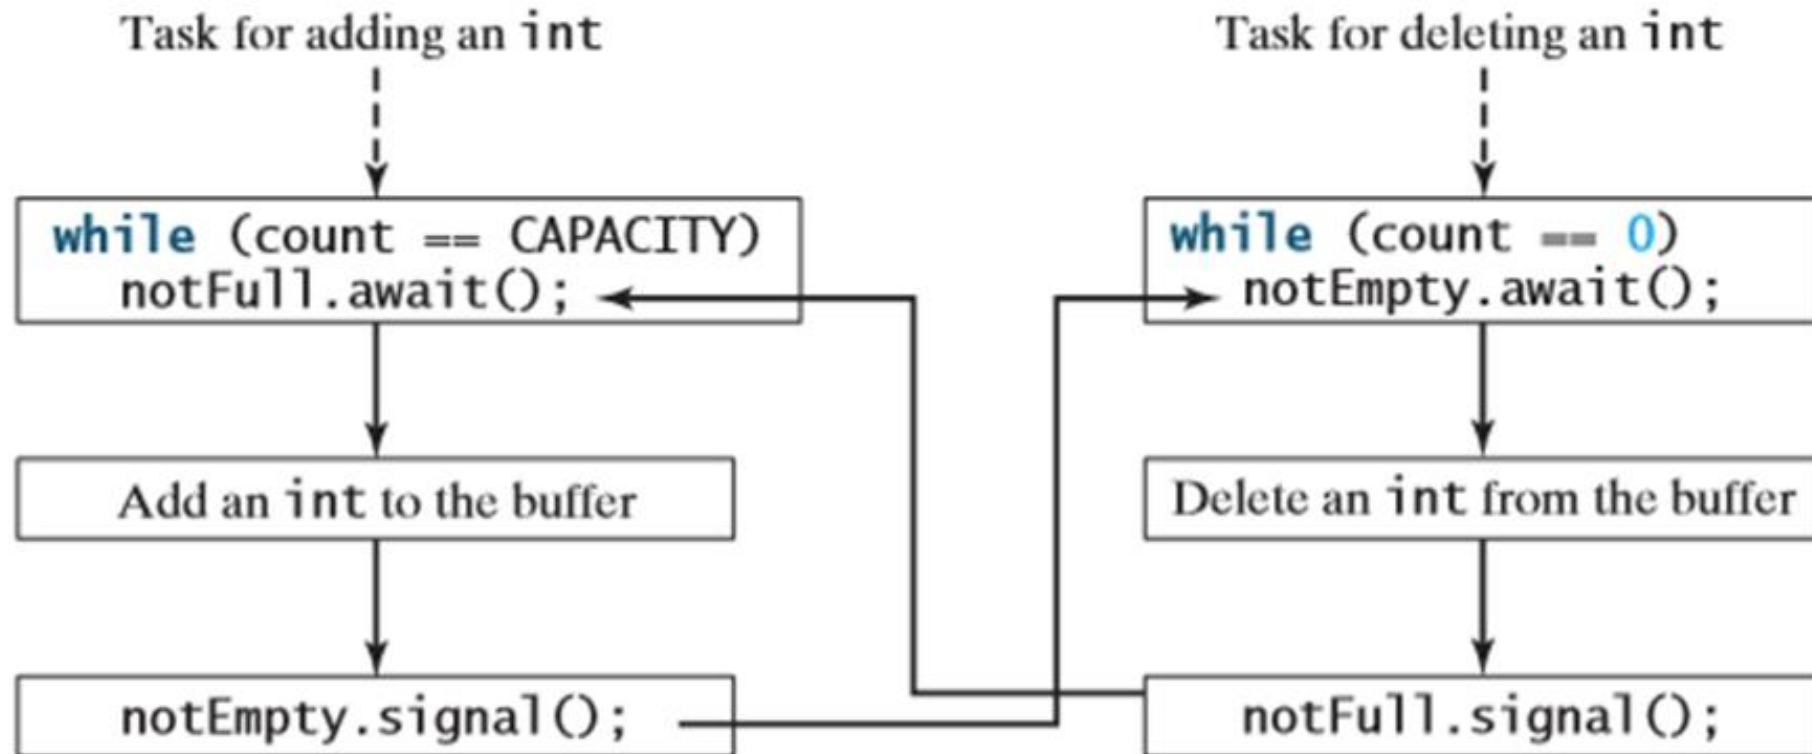 Task for adding an int
while (count == CAPACITY)
notFull.await();
Add an int to the buffer
notEmpty.signal();
Task for deleting an int
while (count == 0)
notEmpty.await();
Delete an int from the buffer
notFull.signal();